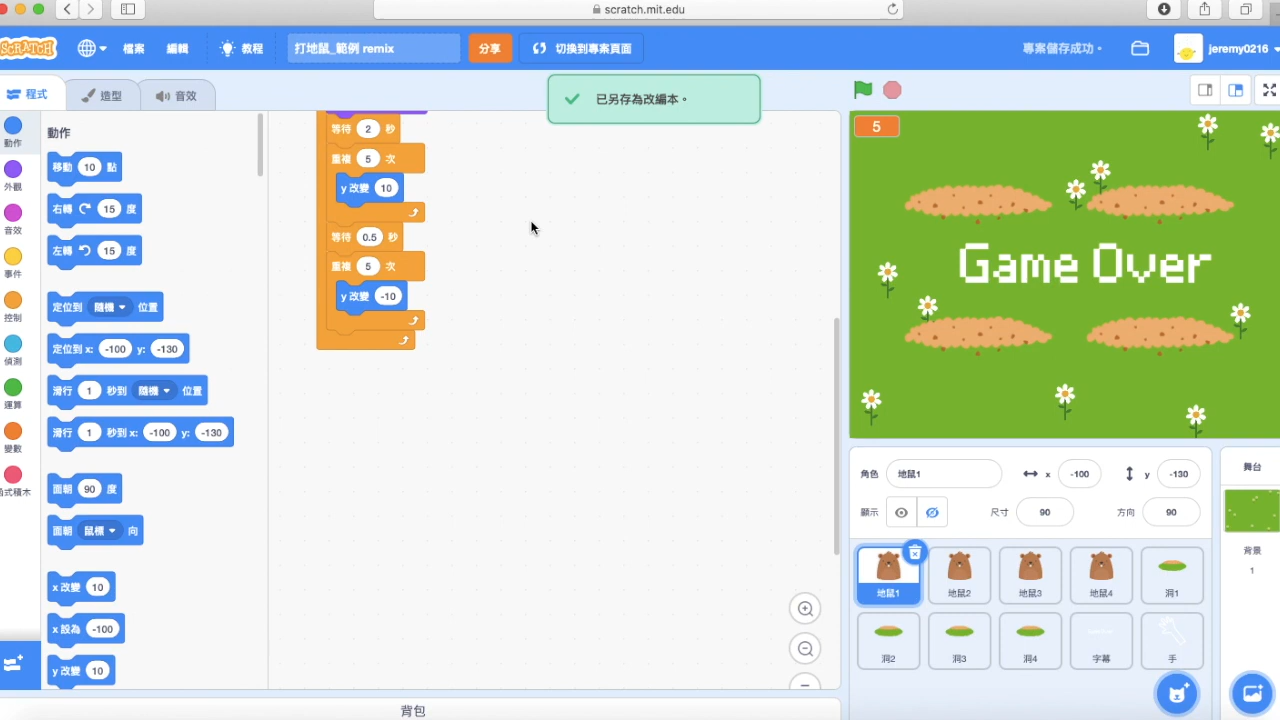 scratch.mit.edu
SCRATCH
檔案
編輯
教程
打地鼠_範例 remix
分享
切換到專案頁面
專案儲存成功。
jeremy0216
程式
造型
音效
已另存為改編本。
動作
外觀
音效
事件
控制
偵測
運算
變數
函式積木
動作
移動 10 點
右轉 15 度
左轉 15 度
定位到 隨機 位置
定位到 x: -100 y: -130
滑行 1 秒到 隨機 位置
滑行 1 秒到 x: -100 y: -130
面朝 90 度
面朝 鼠標 向
x 改變 10
x 設為 -100
y 改變 10
等待 2 秒
重複 5 次
y 改變 10
等待 0.5 秒
重複 5 次
y 改變 -10
5
Game Over
角色 地鼠1 x -100 y -130
顯示 尺寸 90 方向 90
地鼠1
地鼠2
地鼠3
地鼠4
洞1
洞2
洞3
洞4
字幕
手
舞台
背景
1
背包